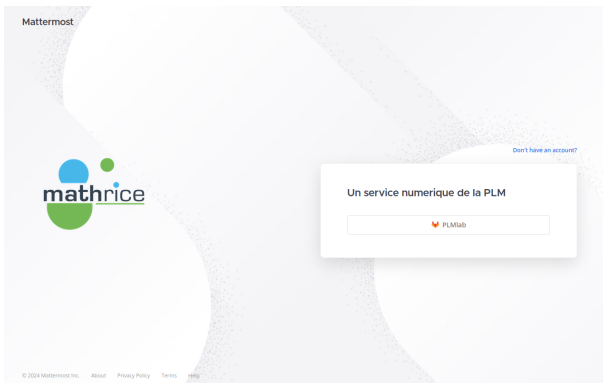 Mattermost
Don't have an account?
mathrice
Un service numerique de la PLM
PLMlab
© 2024 Mattermost Inc. About Privacy Policy Terms Help